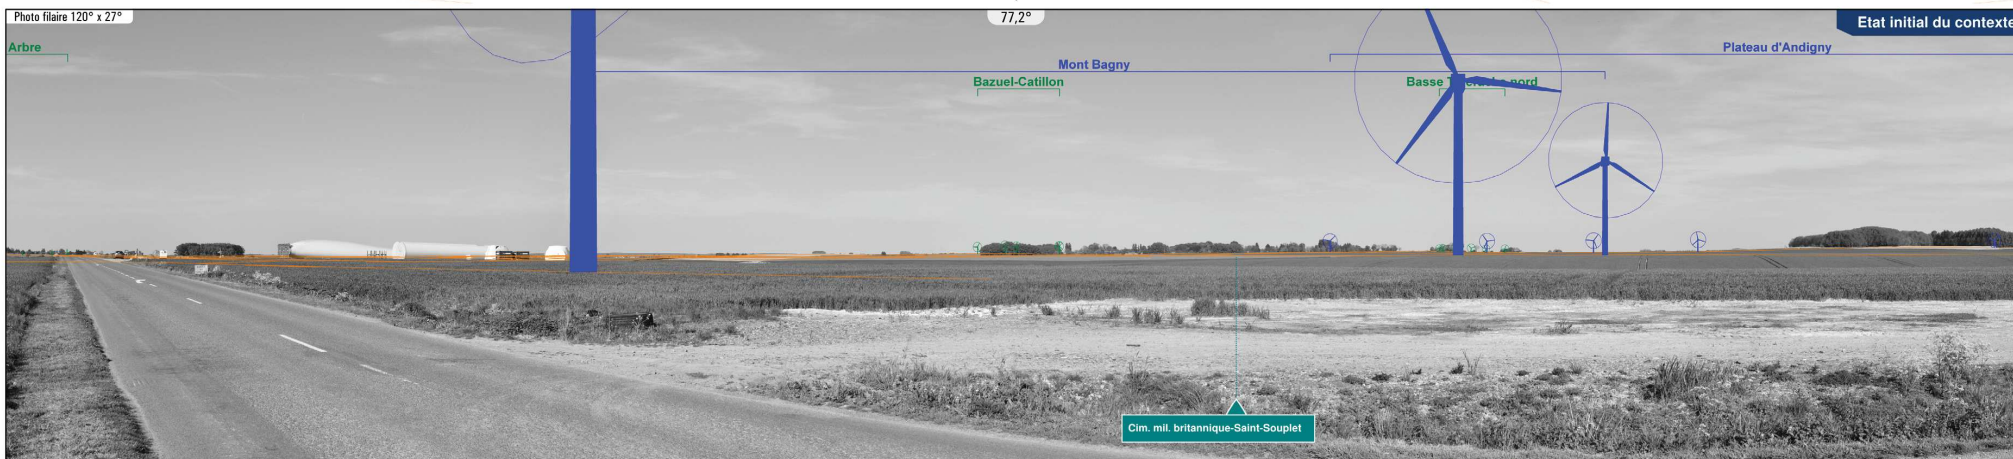 Photo filaire 120° x 27°
77,2°
Etat initial du contexte
Arbre
Plateau d'Andigny
Mont Bagny
Bazuel-Catillon
Basse nord
Cim. mil. britannique-Saint-Souplet